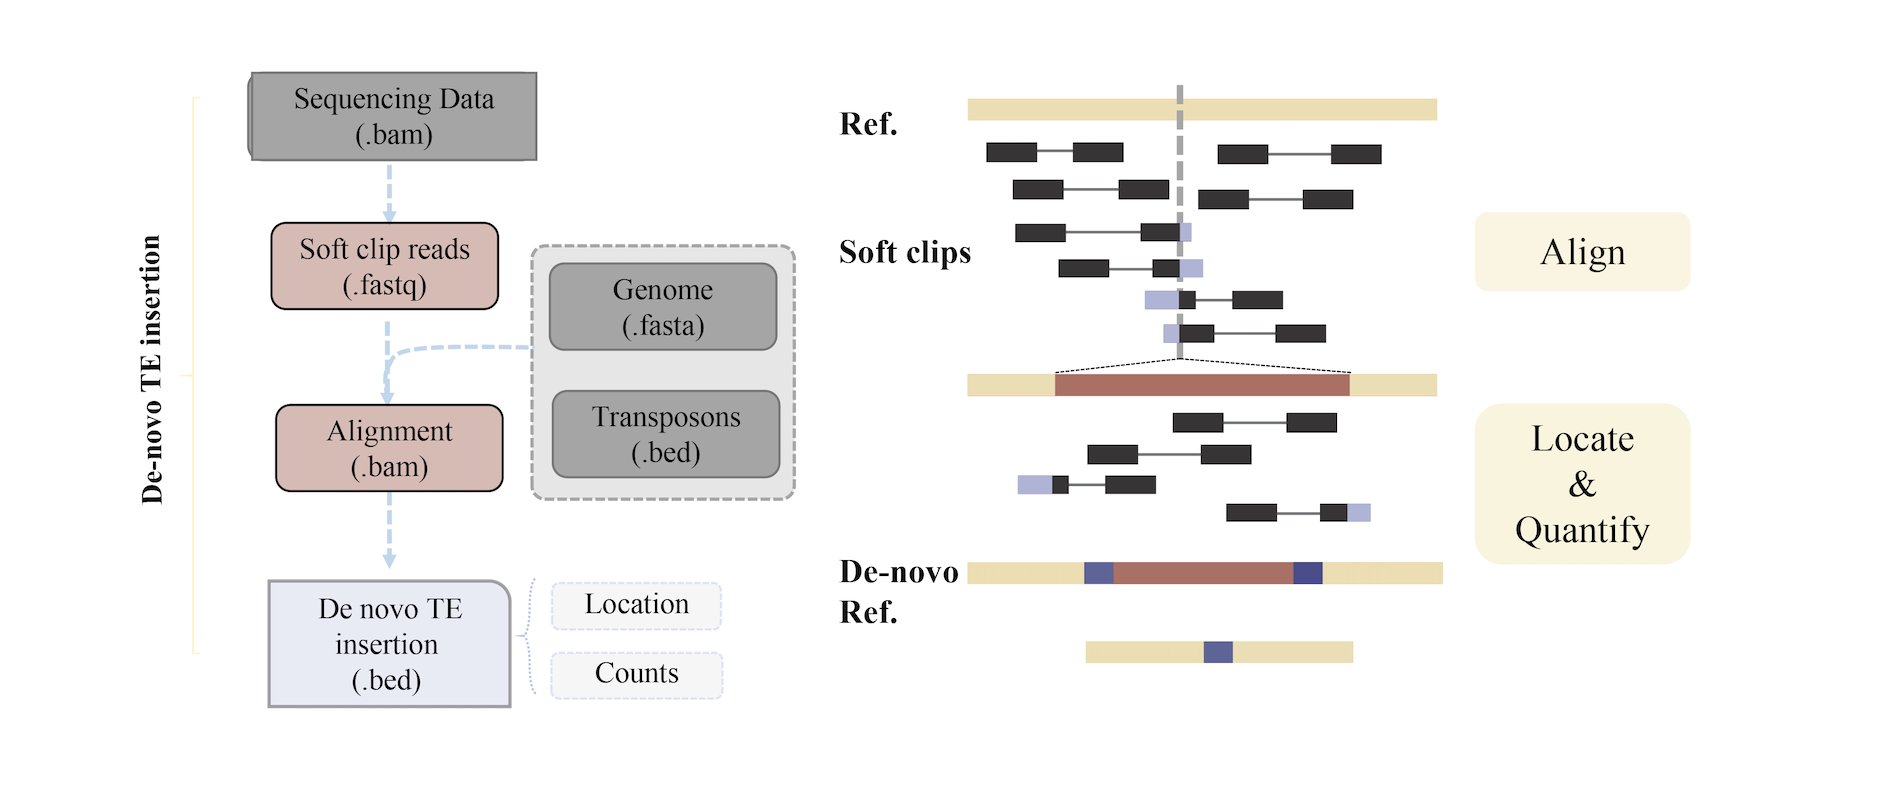 De-novo TE insertion
Sequencing Data
(.bam)
Soft clip reads
(.fastq)
Genome
(.fasta)
Transposons
(.bed)
Alignment
(.bam)
De novo TE
insertion
(.bed)
Location
Counts
Ref.
Soft clips
De-novo
Ref.
Align
Locate
&
Quantify